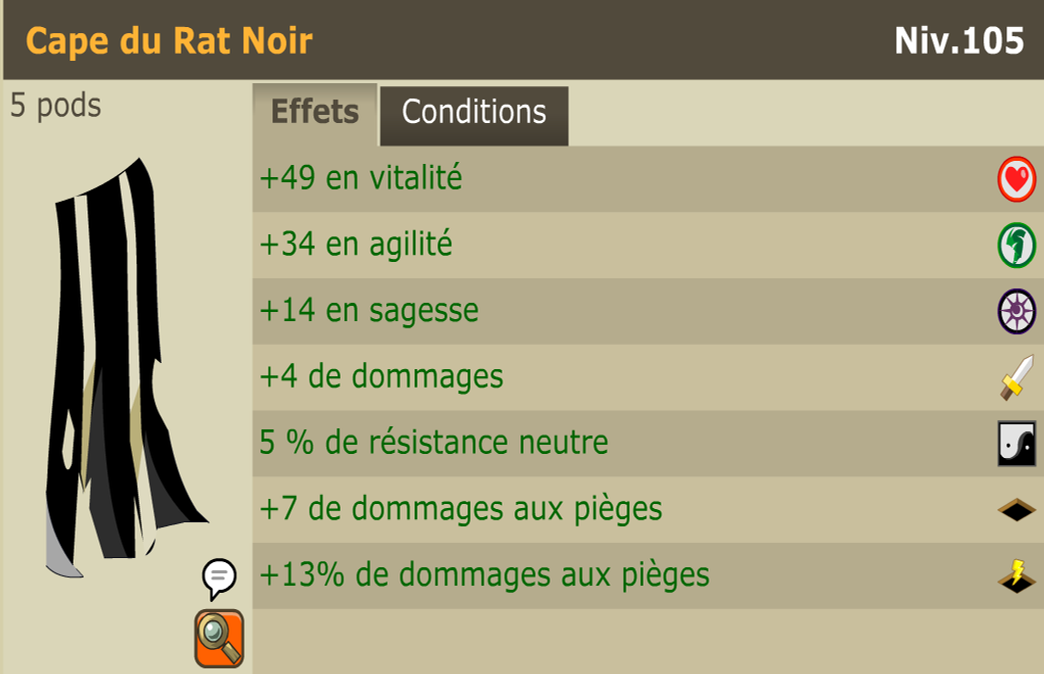 Cape du Rat Noir
Niv.105
5 pods
Effets
Conditions
+49 en vitalité
+34 en agilité
+14 en sagesse
+4 de dommages
5 % de résistance neutre
+7 de dommages aux pièges
+13% de dommages aux pièges